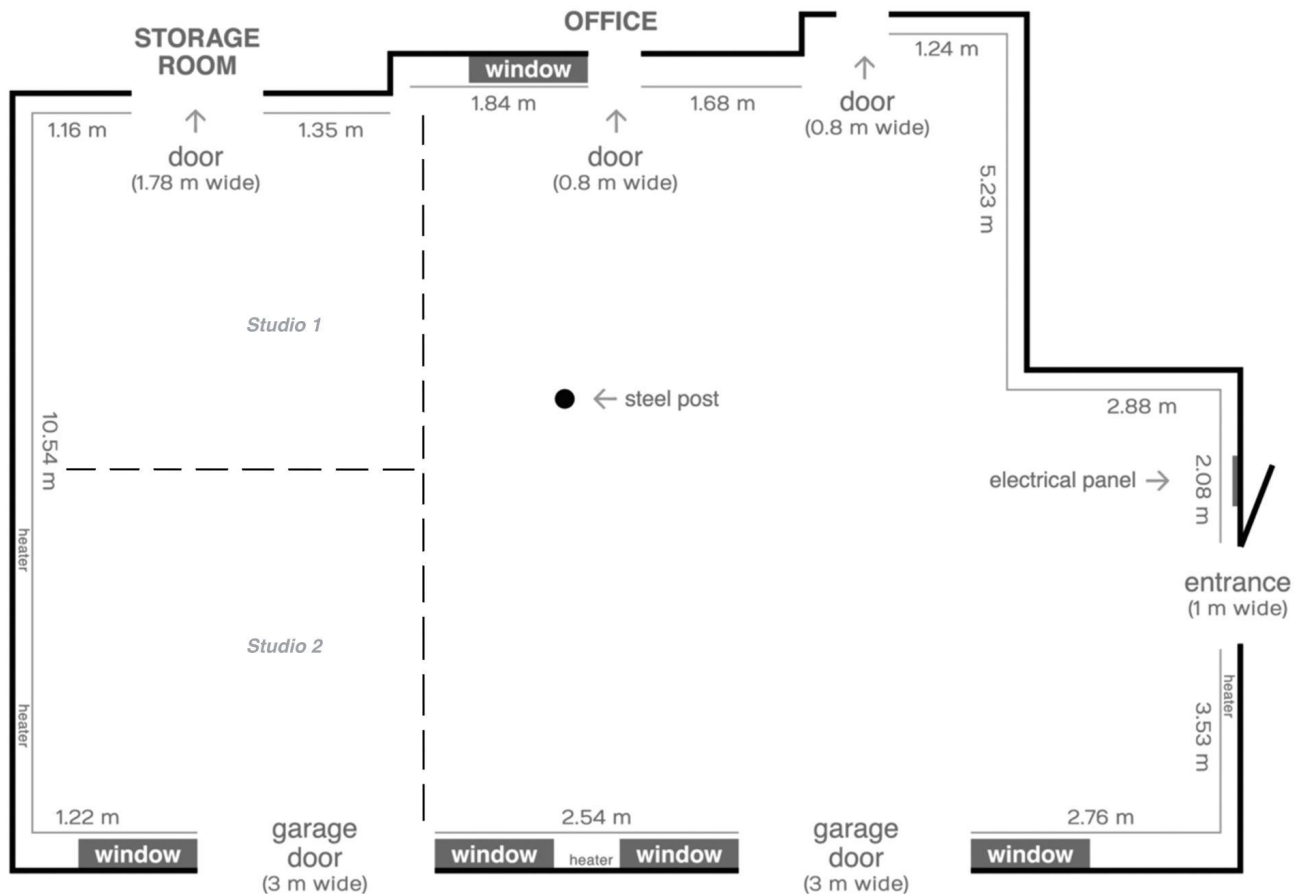 STORAGE
ROOM
OFFICE
window
1.24 m
1.16 m
1.35 m
1.84 m
1.68 m
door
(0.8 m wide)
door
(1.78 m wide)
door
(0.8 m wide)
5.23 m
Studio 1
steel post
2.88 m
10.54 m
electrical panel
2.08 m
heater
entrance
(1 m wide)
Studio 2
heater
heater
3.53 m
1.22 m
2.54 m
2.76 m
garage
door
(3 m wide)
garage
door
(3 m wide)
window
window
heater
window
window